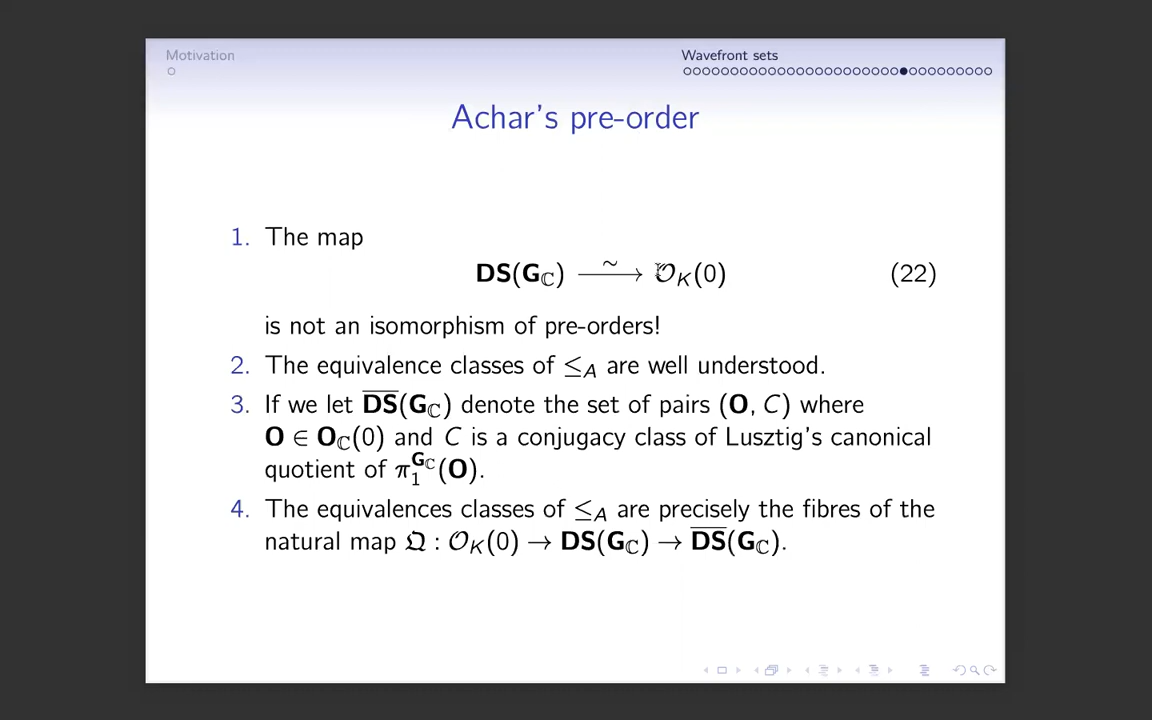 Motivation
Wavefront sets
Achar's pre-order
1. The map
DS(G_ℂ) ⟶^∼ 𝒪_K(0) (22)
is not an isomorphism of pre-orders!
2. The equivalence classes of ≤_A are well understood.
3. If we let \overline{DS}(G_ℂ) denote the set of pairs (O, C) where
O ∈ O_ℂ(0) and C is a conjugacy class of Lusztig's canonical
quotient of π_1^{G_ℂ}(O).
4. The equivalences classes of ≤_A are precisely the fibres of the
natural map 𝔔 : 𝒪_K(0) → DS(G_ℂ) → \overline{DS}(G_ℂ).